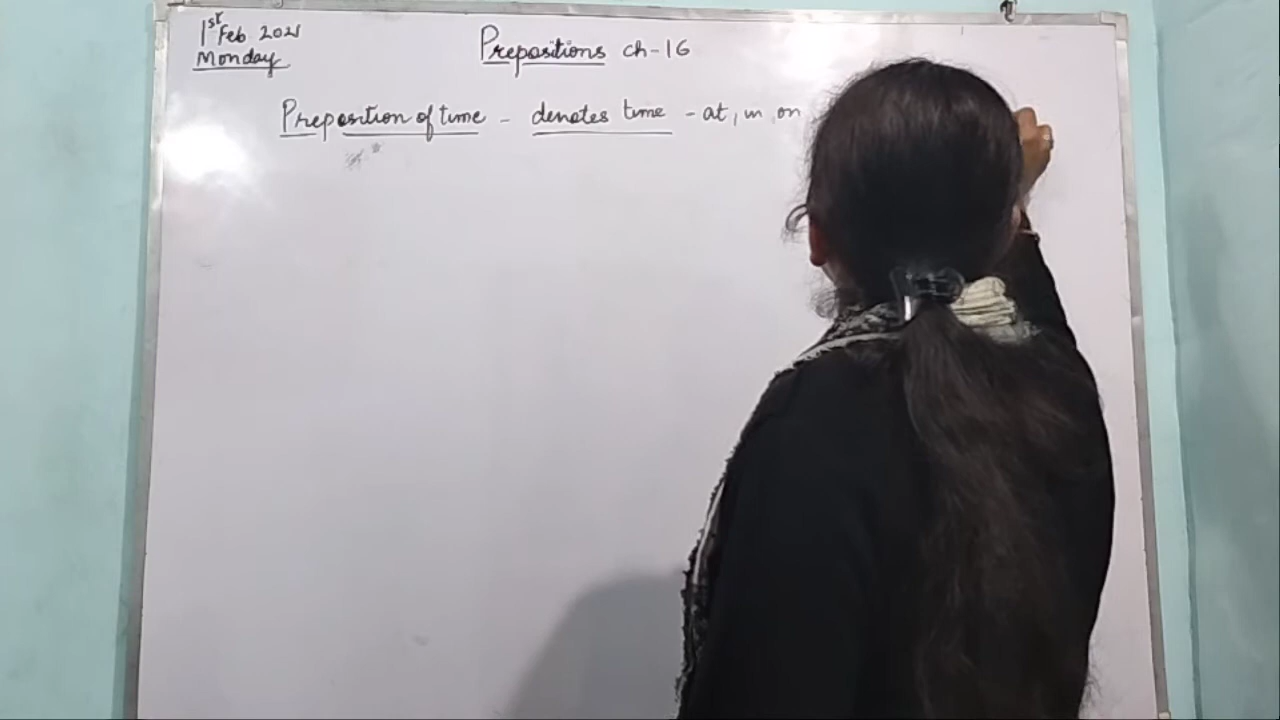 1st Feb 2021
Monday
Prepositions ch-16
Preposition of time - denotes time - at, in, on